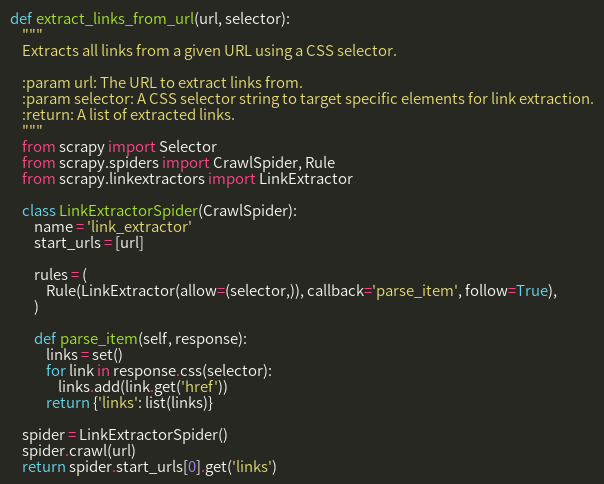 def extract_links_from_url(url, selector):
    """
    Extracts all links from a given URL using a CSS selector.

    :param url: The URL to extract links from.
    :param selector: A CSS selector string to target specific elements for link extraction.
    :return: A list of extracted links.
    """
    from scrapy import Selector
    from scrapy.spiders import CrawlSpider, Rule
    from scrapy.linkextractors import LinkExtractor

    class LinkExtractorSpider(CrawlSpider):
        name = 'link_extractor'
        start_urls = [url]

        rules = (
            Rule(LinkExtractor(allow=(selector,)), callback='parse_item', follow=True),
        )

        def parse_item(self, response):
            links = set()
            for link in response.css(selector):
                links.add(link.get('href'))
            return {'links': list(links)}

    spider = LinkExtractorSpider()
    spider.crawl(url)
    return spider.start_urls[0].get('links')